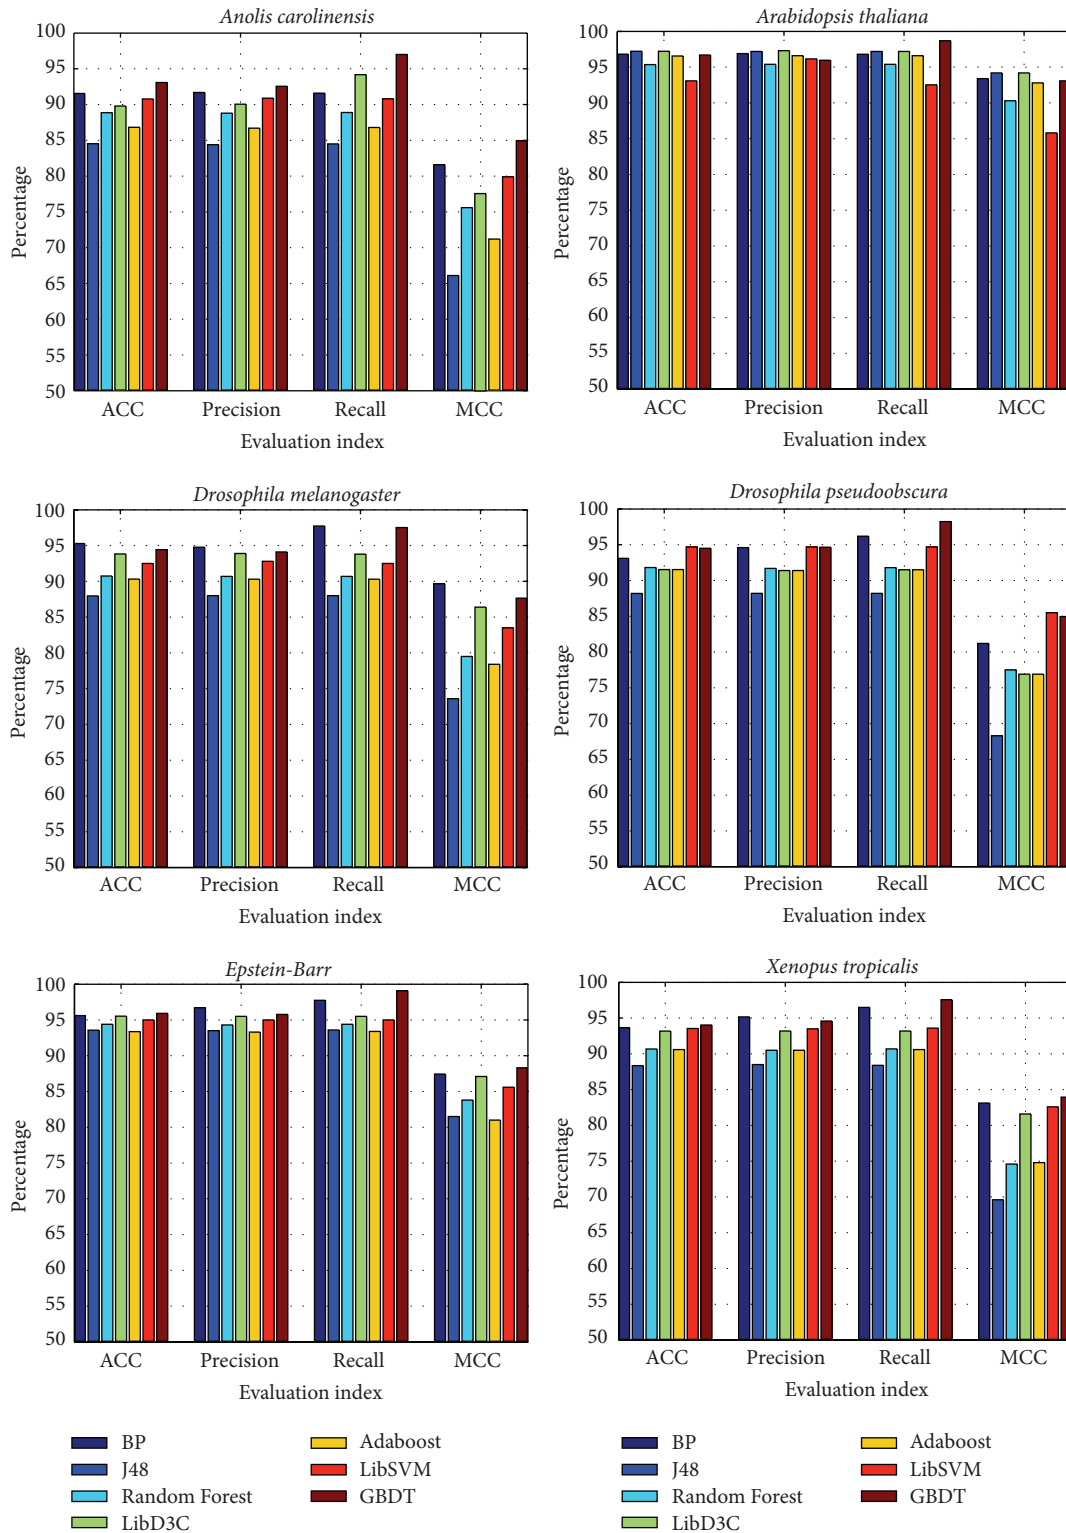 Anolis carolinensis
100
95
90
85
80
75
70
65
60
55
50
Percentage
ACC Precision Recall MCC
Evaluation index
Arabidopsis thaliana
100
95
90
85
80
75
70
65
60
55
50
Percentage
ACC Precision Recall MCC
Evaluation index
Drosophila melanogaster
100
95
90
85
80
75
70
65
60
55
50
Percentage
ACC Precision Recall MCC
Evaluation index
Drosophila pseudoobscura
100
95
90
85
80
75
70
65
60
55
50
Percentage
ACC Precision Recall MCC
Evaluation index
Epstein-Barr
100
95
90
85
80
75
70
65
60
55
50
Percentage
ACC Precision Recall MCC
Evaluation index
Xenopus tropicalis
100
95
90
85
80
75
70
65
60
55
50
Percentage
ACC Precision Recall MCC
Evaluation index
BP
J48
Random Forest
LibD3C
Adaboost
LibSVM
GBDT
BP
J48
Random Forest
LibD3C
Adaboost
LibSVM
GBDT